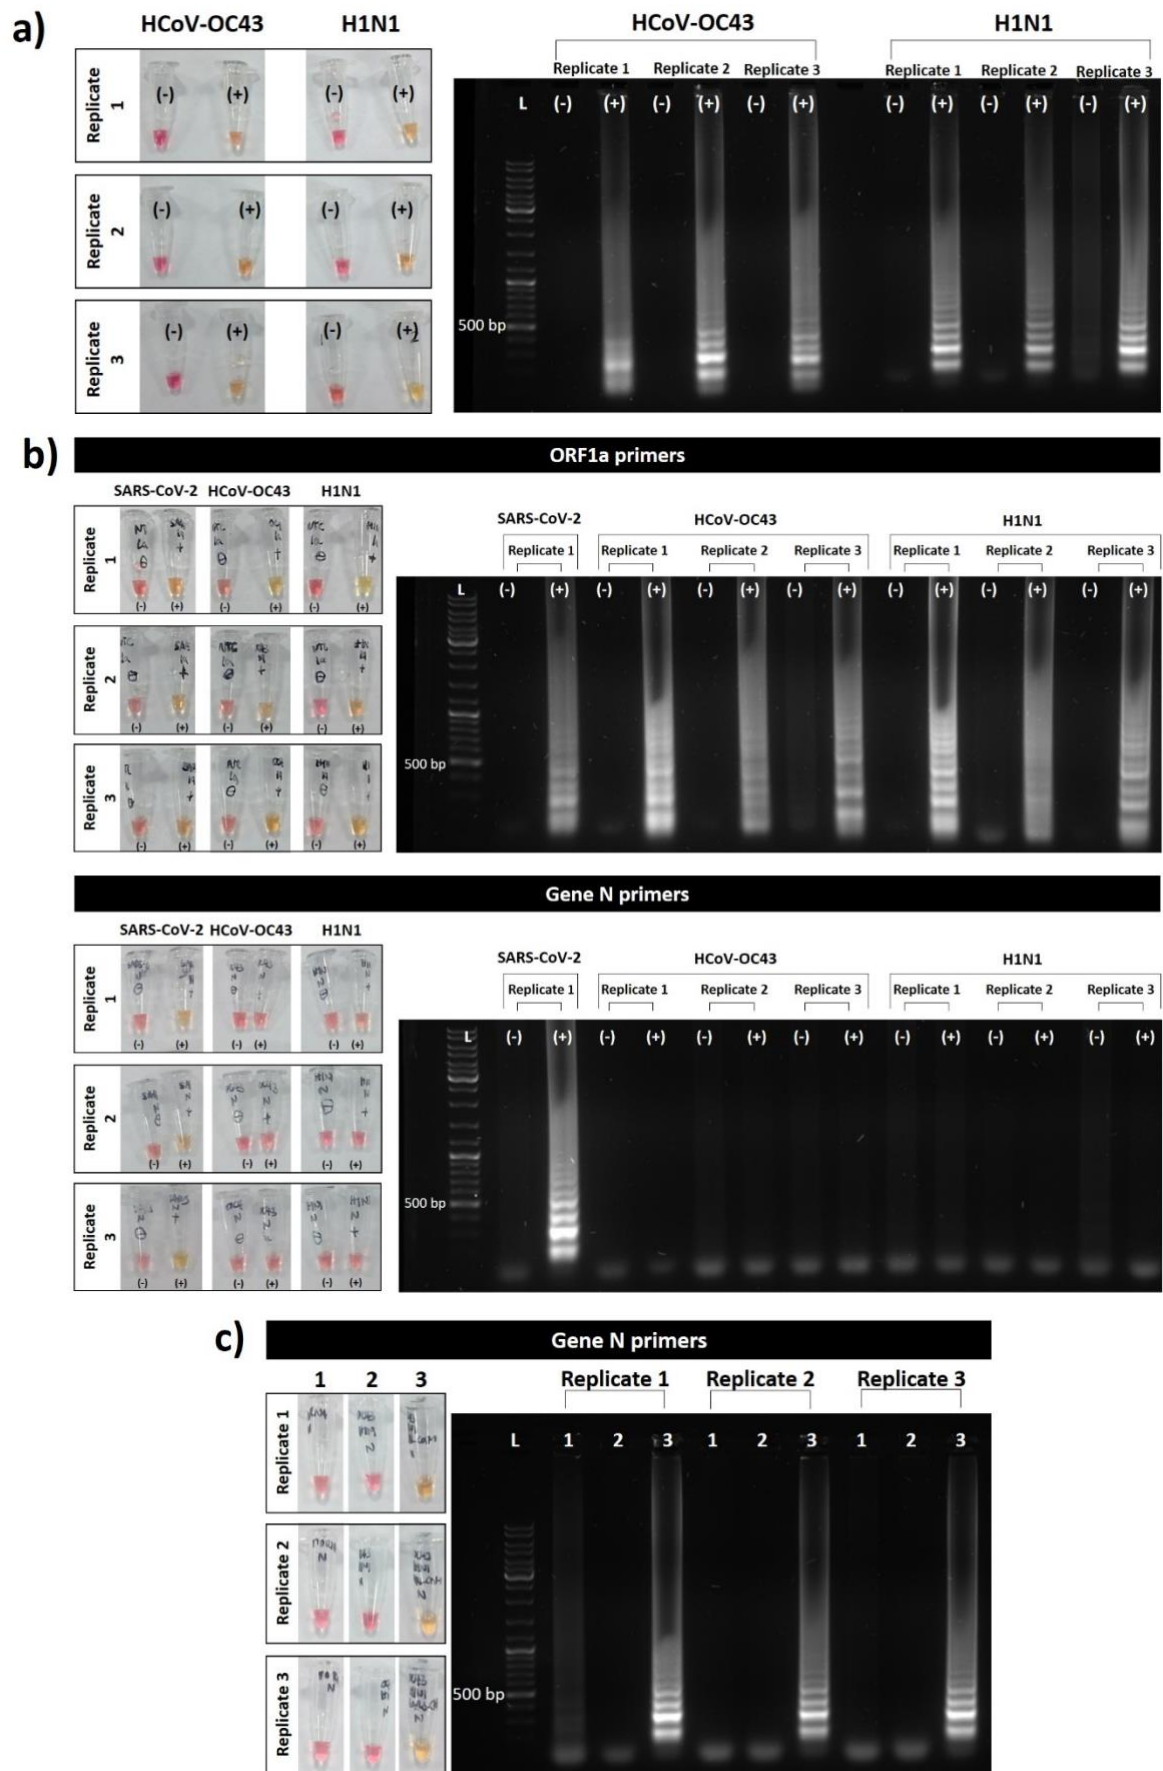 a)
HCoV-OC43 H1N1
Replicate 1
(-) (+) (-) (+)
Replicate 2
(-) (+) (-) (+)
Replicate 3
(-) (+) (-) (+)
HCoV-OC43 H1N1
Replicate 1 Replicate 2 Replicate 3 Replicate 1 Replicate 2 Replicate 3
L (-) (+) (-) (+) (-) (+) (-) (+) (-) (+) (-) (+)
500 bp
b)
ORF1a primers
SARS-CoV-2 HCoV-OC43 H1N1
Replicate 1
(-) (+) (-) (+) (-) (+)
Replicate 2
(-) (+) (-) (+) (-) (+)
Replicate 3
(-) (+) (-) (+) (-) (+)
SARS-CoV-2 HCoV-OC43 H1N1
Replicate 1 Replicate 1 Replicate 2 Replicate 3 Replicate 1 Replicate 2 Replicate 3
L (-) (+) (-) (+) (-) (+) (-) (+) (-) (+) (-) (+) (-) (+)
500 bp
Gene N primers
SARS-CoV-2 HCoV-OC43 H1N1
Replicate 1
(-) (+) (-) (+) (-) (+)
Replicate 2
(-) (+) (-) (+) (-) (+)
Replicate 3
(-) (+) (-) (+) (-) (+)
SARS-CoV-2 HCoV-OC43 H1N1
Replicate 1 Replicate 1 Replicate 2 Replicate 3 Replicate 1 Replicate 2 Replicate 3
L (-) (+) (-) (+) (-) (+) (-) (+) (-) (+) (-) (+) (-) (+)
500 bp
c)
Gene N primers
1 2 3
Replicate 1
Replicate 2
Replicate 3
Replicate 1 Replicate 2 Replicate 3
L 1 2 3 1 2 3 1 2 3
500 bp